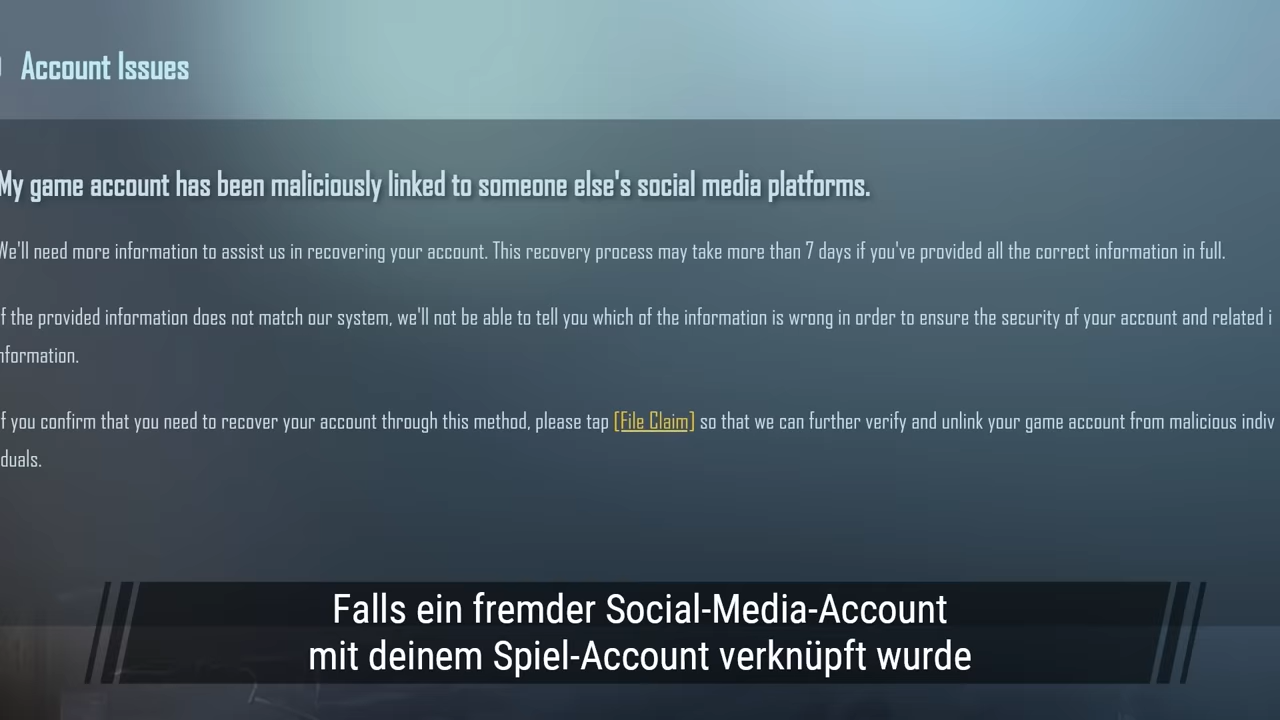 Account Issues
My game account has been maliciously linked to someone else's social media platforms.
We'll need more information to assist us in recovering your account. This recovery process may take more than 7 days if you've provided all the correct information in full.
If the provided information does not match our system, we'll not be able to tell you which of the information is wrong in order to ensure the security of your account and related i
nformation.
If you confirm that you need to recover your account through this method, please tap [File Claim] so that we can further verify and unlink your game account from malicious indiv
iduals.
Falls ein fremder Social-Media-Account
mit deinem Spiel-Account verknüpft wurde